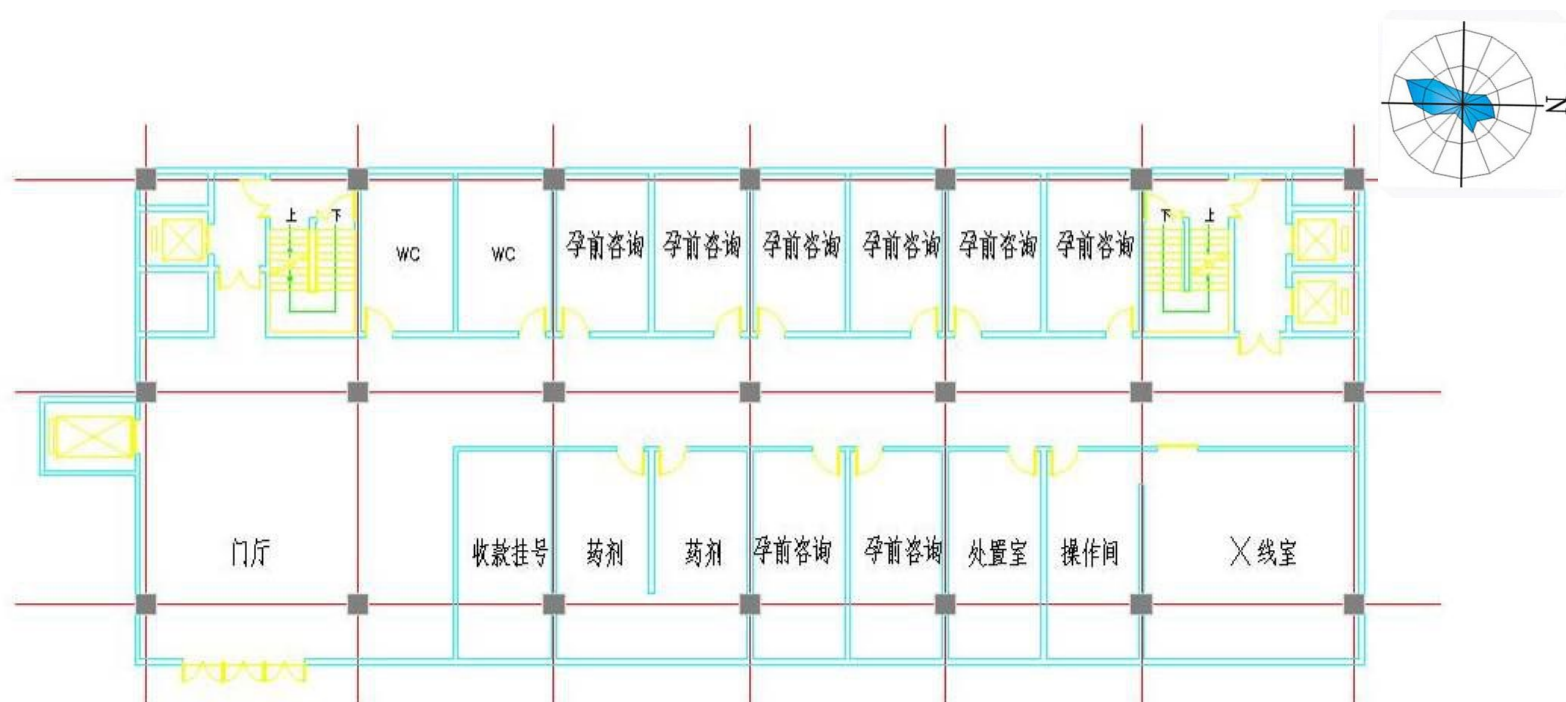 N
上
下
下
上
WC
WC
孕前咨询
孕前咨询
孕前咨询
孕前咨询
孕前咨询
孕前咨询
门厅
收款挂号
药剂
药剂
孕前咨询
孕前咨询
处置室
操作间
X线室